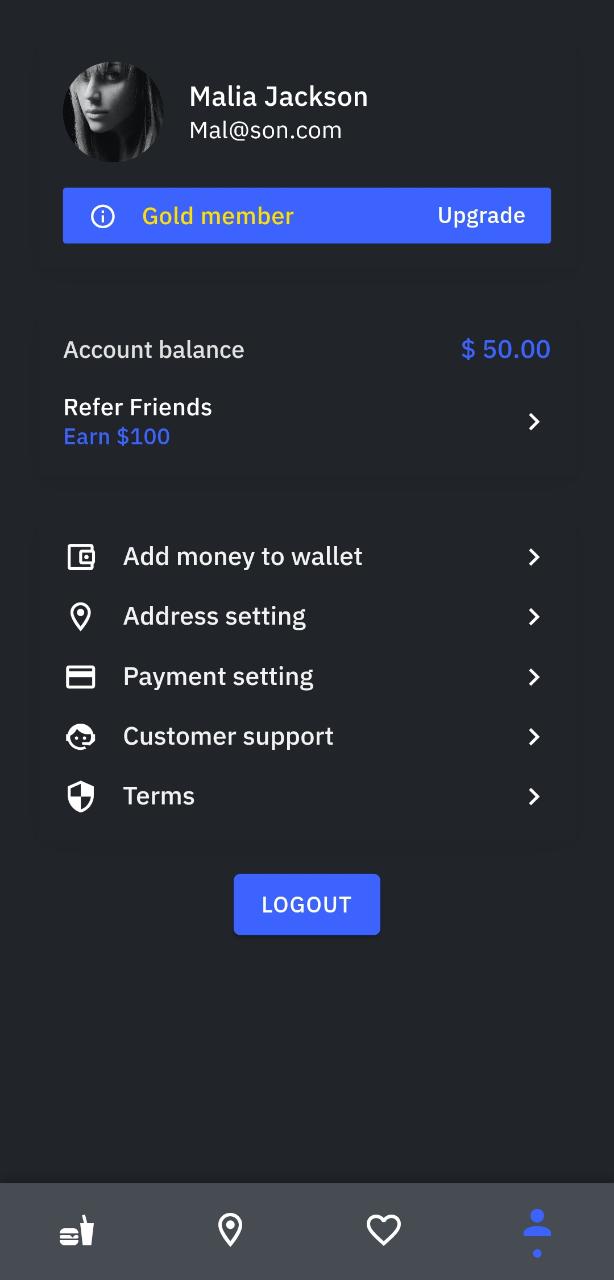 Malia Jackson
Mal@son.com
Gold member Upgrade
Account balance $ 50.00
Refer Friends
Earn $100
Add money to wallet
Address setting
Payment setting
Customer support
Terms
LOGOUT